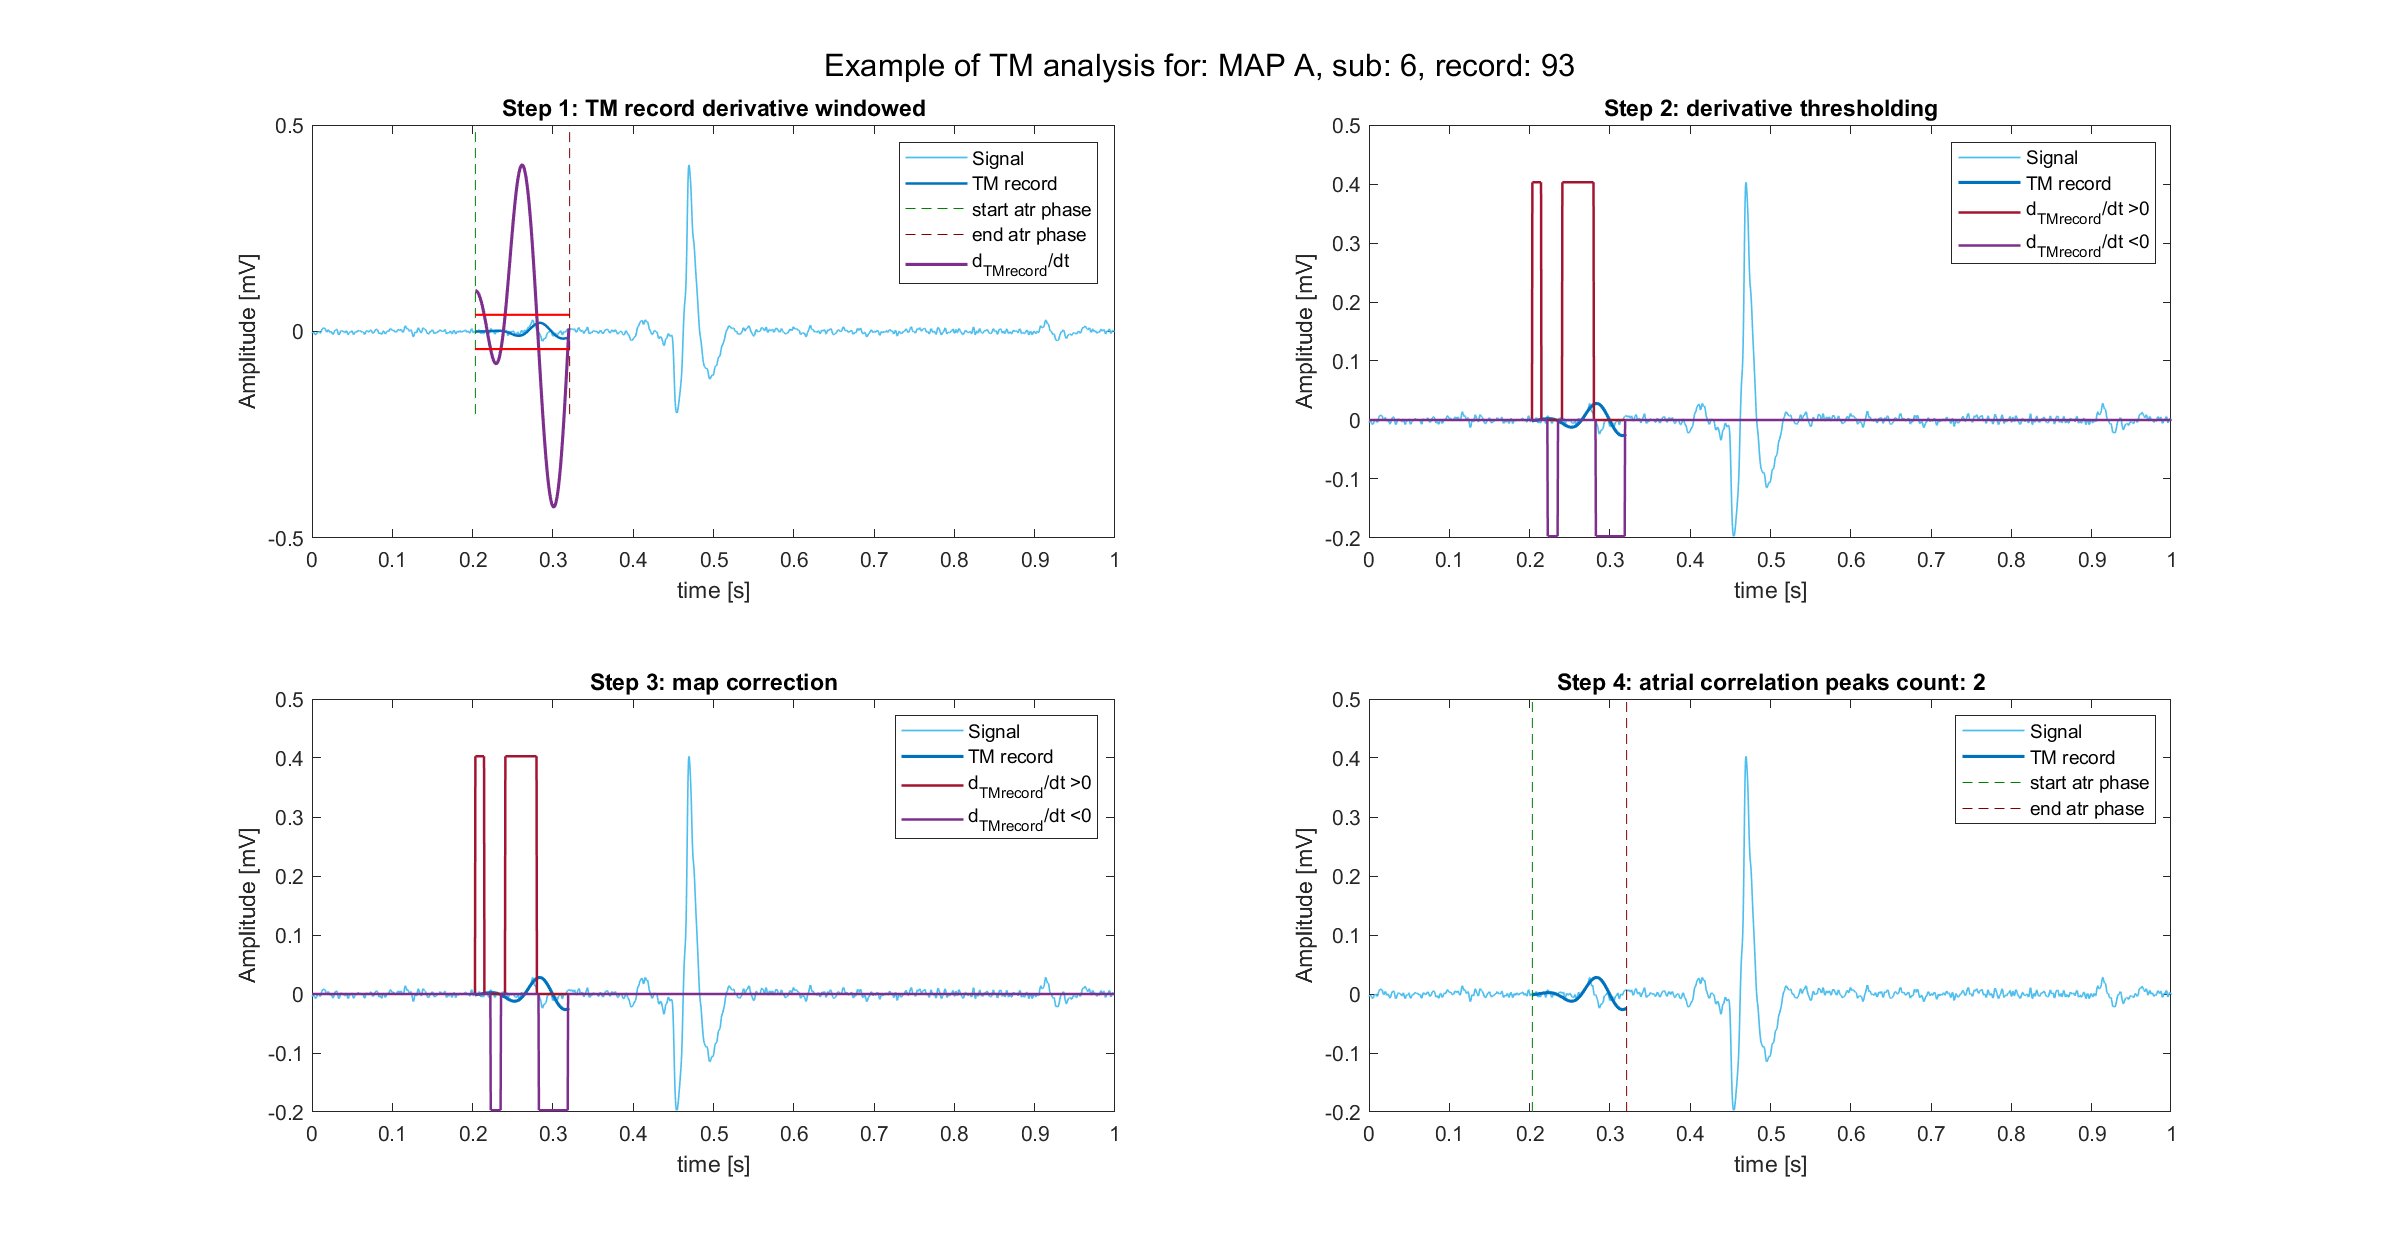 Example of TM analysis for: MAP A, sub: 6, record: 93
Step 1: TM record derivative windowed
0.5
0
-0.5
Amplitude [mV]
0 0.1 0.2 0.3 0.4 0.5 0.6 0.7 0.8 0.9 1
time [s]
Signal
TM record
start atr phase
end atr phase
dTMrecord/dt
Step 2: derivative thresholding
0.5
0.4
0.3
0.2
0.1
0
-0.1
-0.2
Amplitude [mV]
0 0.1 0.2 0.3 0.4 0.5 0.6 0.7 0.8 0.9 1
time [s]
Signal
TM record
dTMrecord/dt >0
dTMrecord/dt <0
Step 3: map correction
0.5
0.4
0.3
0.2
0.1
0
-0.1
-0.2
Amplitude [mV]
0 0.1 0.2 0.3 0.4 0.5 0.6 0.7 0.8 0.9 1
time [s]
Signal
TM record
dTMrecord/dt >0
dTMrecord/dt <0
Step 4: atrial correlation peaks count: 2
0.5
0.4
0.3
0.2
0.1
0
-0.1
-0.2
Amplitude [mV]
0 0.1 0.2 0.3 0.4 0.5 0.6 0.7 0.8 0.9 1
time [s]
Signal
TM record
start atr phase
end atr phase